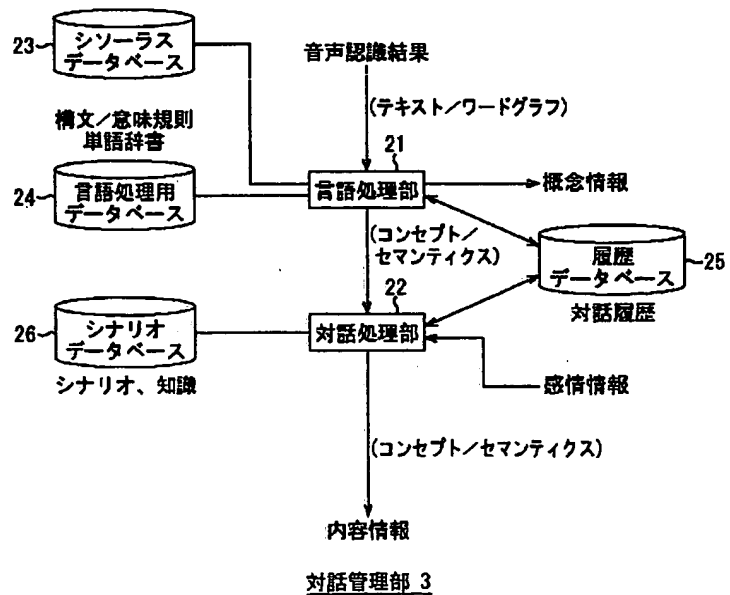 23
シソーラス
データベース
音声認識結果
(テキスト/ワードグラフ)
構文/意味規則
単語辞書
21
24
言語処理用
データベース
言語処理部
概念情報
(コンセプト/
セマンティクス)
履歴
データベース
25
対話履歴
22
26
シナリオ
データベース
対話処理部
シナリオ、知識
感情情報
(コンセプト/セマンティクス)
内容情報
対話管理部 3